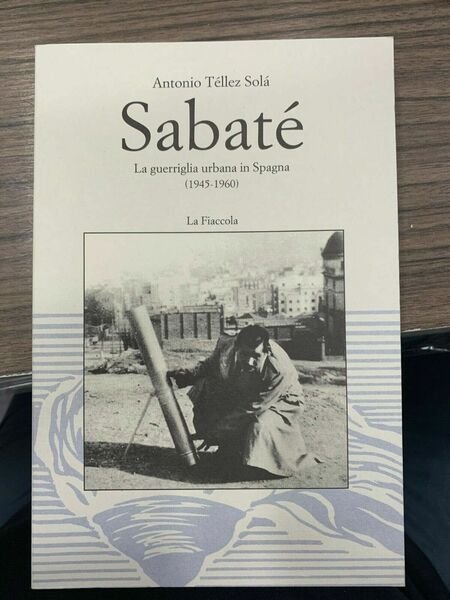 Antonio Téllez Solá
Sabaté
La guerriglia urbana in Spagna
(1945-1960)
La Fiaccola